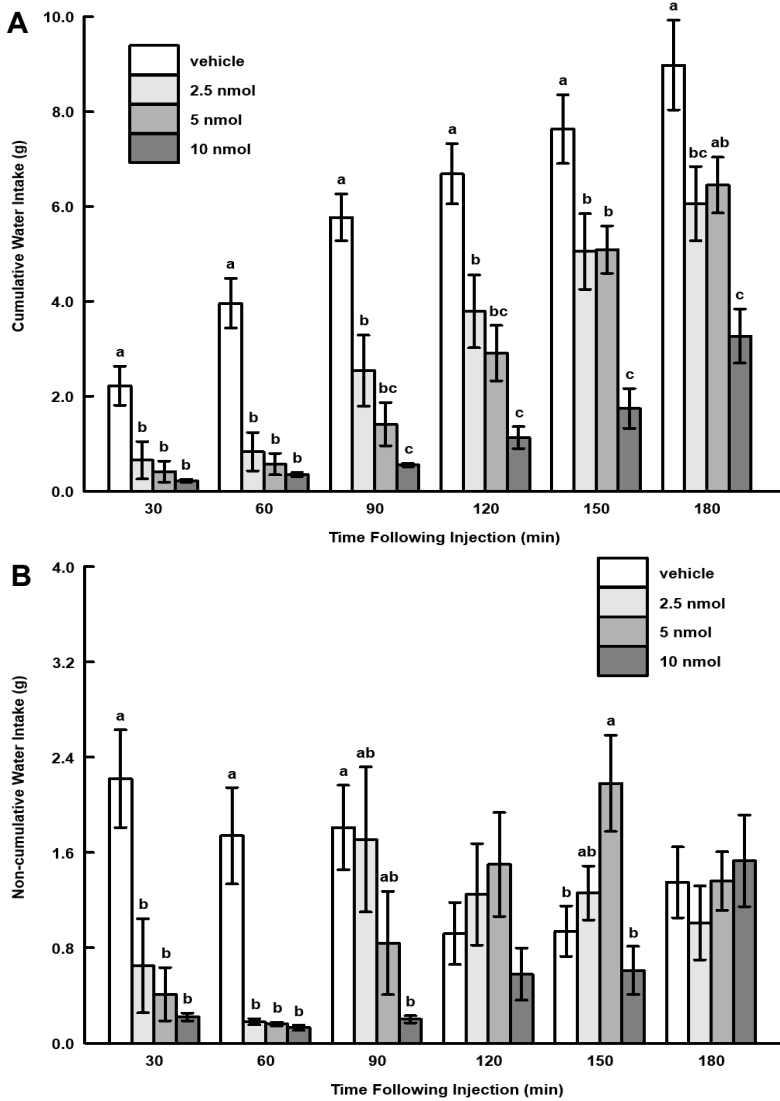 A
10.0
8.0
6.0
4.0
2.0
0.0
Cumulative Water Intake (g)
vehicle
2.5 nmol
5 nmol
10 nmol
a b b b
a b b b
a b bc c
a b bc c
a b b c
a bc ab c
30 60 90 120 150 180
Time Following Injection (min)
B
4.0
3.2
2.4
1.6
0.8
0.0
Non-cumulative Water Intake (g)
vehicle
2.5 nmol
5 nmol
10 nmol
a b b b
a b b b
a ab ab b
b ab a b
30 60 90 120 150 180
Time Following Injection (min)